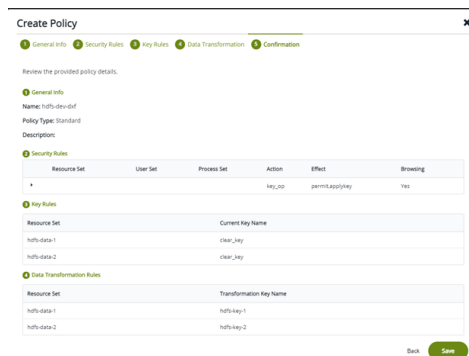 Create Policy
1 General Info 2 Security Rules 3 Key Rules 4 Data Transformation 5 Confirmation
Review the provided policy details.
1 General Info
Name: hdfs-dev-dxf
Policy Type: Standard
Description:
2 Security Rules
Resource Set User Set Process Set Action Effect Browsing
key_op permit,applykey Yes
3 Key Rules
Resource Set Current Key Name
hdfs-data-1 clear_key
hdfs-data-2 clear_key
4 Data Transformation Rules
Resource Set Transformation Key Name
hdfs-data-1 hdfs-key-1
hdfs-data-2 hdfs-key-2
Back Save